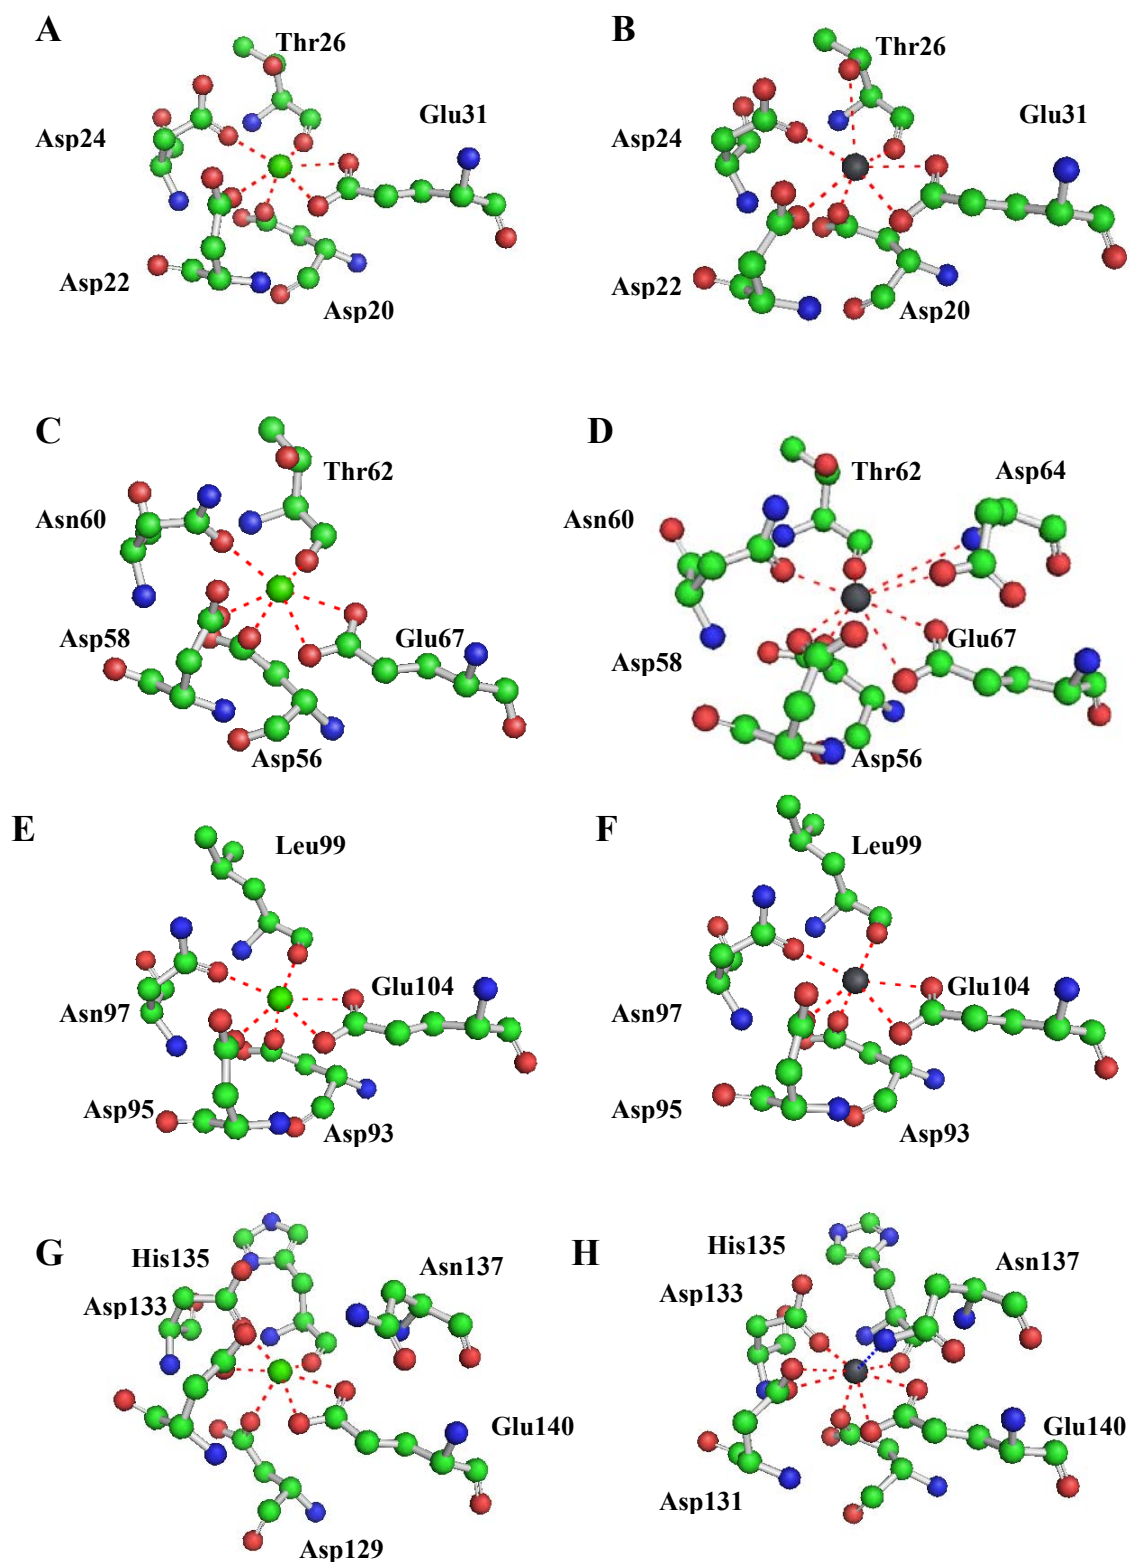 A
Thr26
Glu31
Asp24
Asp22
Asp20
B
Thr26
Glu31
Asp24
Asp22
Asp20
C
Thr62
Asn60
Asp58
Glu67
Asp56
D
Thr62
Asp64
Asn60
Asp58
Glu67
Asp56
E
Leu99
Glu104
Asn97
Asp95
Asp93
F
Leu99
Glu104
Asn97
Asp95
Asp93
G
His135
Asn137
Asp133
Glu140
Asp129
H
His135
Asn137
Asp133
Glu140
Asp131